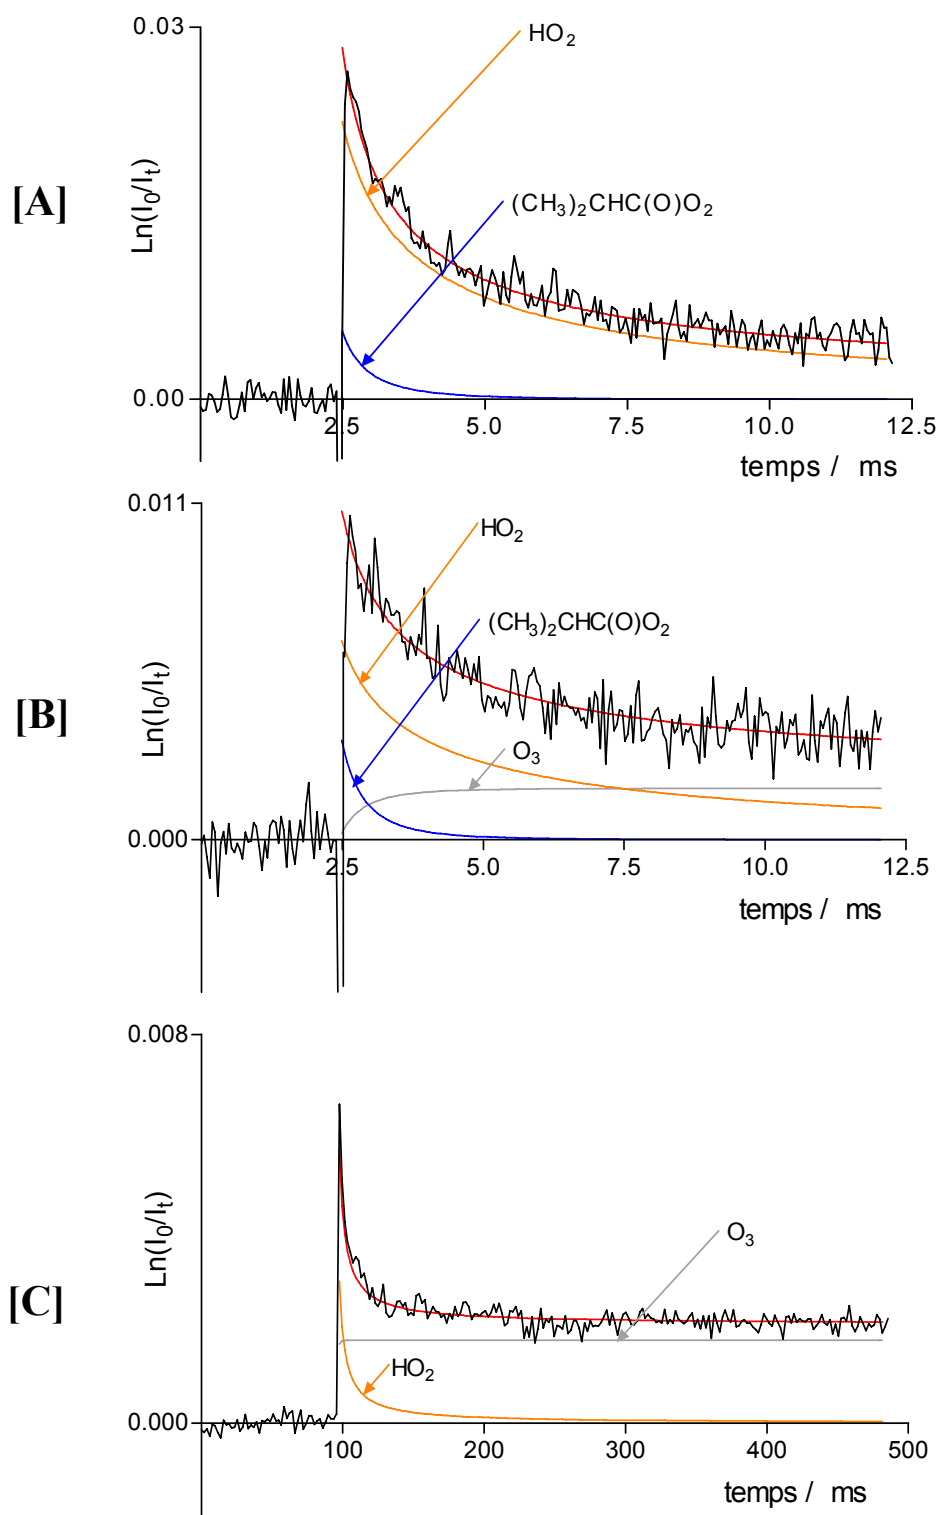 0.03
HO2
[A]
Ln(I0/It)
(CH3)2CHC(O)O2
0.00
2.5 5.0 7.5 10.0 12.5
temps / ms
0.011
HO2
(CH3)2CHC(O)O2
[B]
Ln(I0/It)
O3
0.000
2.5 5.0 7.5 10.0 12.5
temps / ms
0.008
O3
[C]
Ln(I0/It)
HO2
0.000
100 200 300 400 500
temps / ms